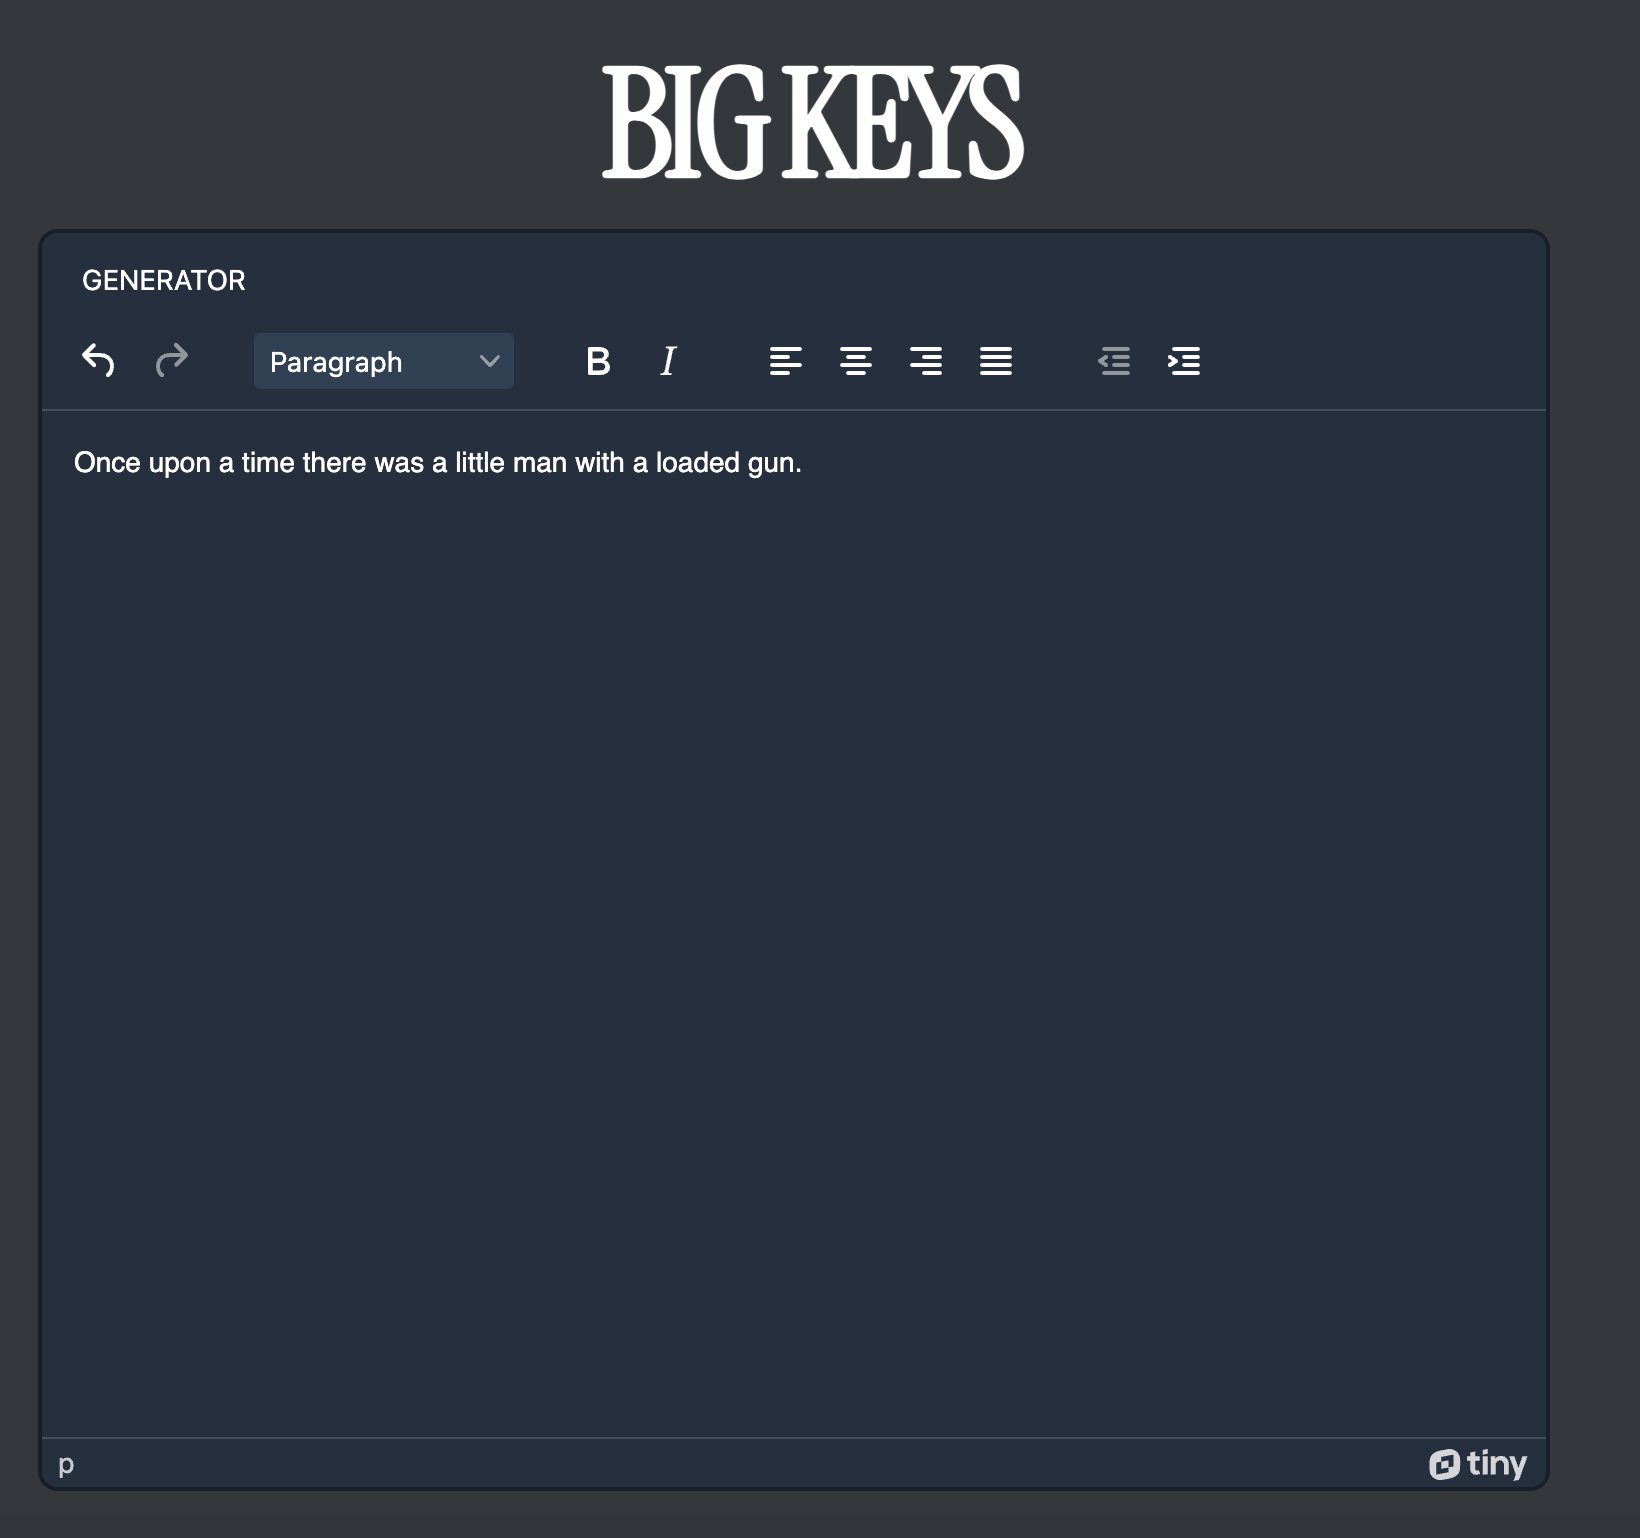 BIG KEYS
GENERATOR
Paragraph B I
Once upon a time there was a little man with a loaded gun.
p tiny